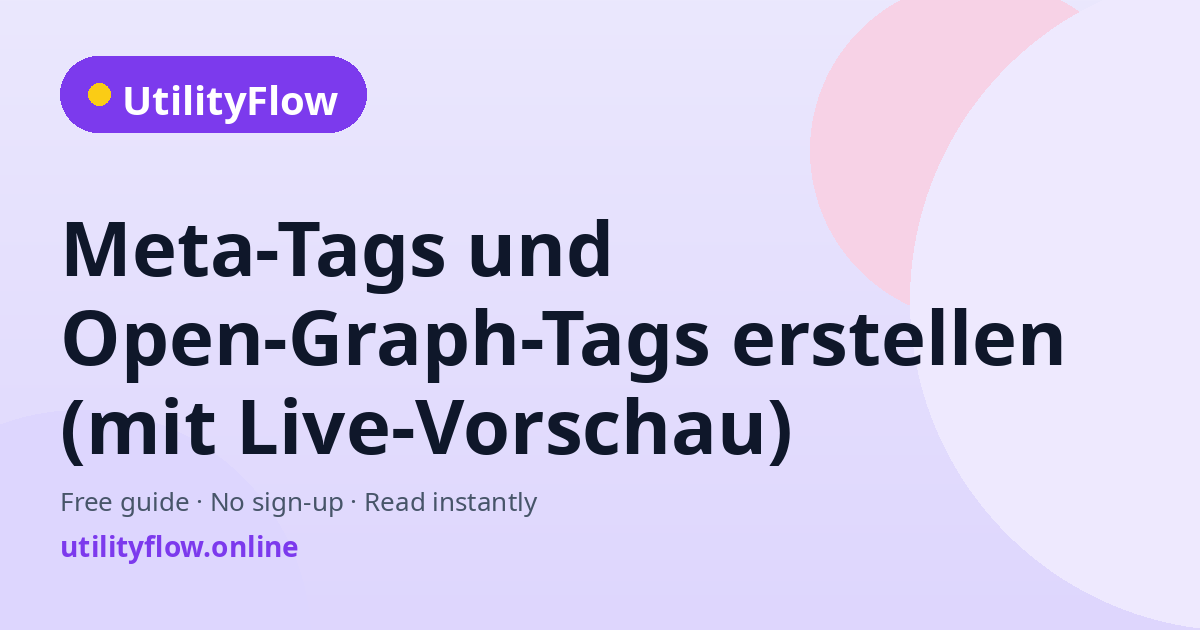 UtilityFlow
Meta-Tags und
Open-Graph-Tags erstellen
(mit Live-Vorschau)
Free guide · No sign-up · Read instantly
utilityflow.online